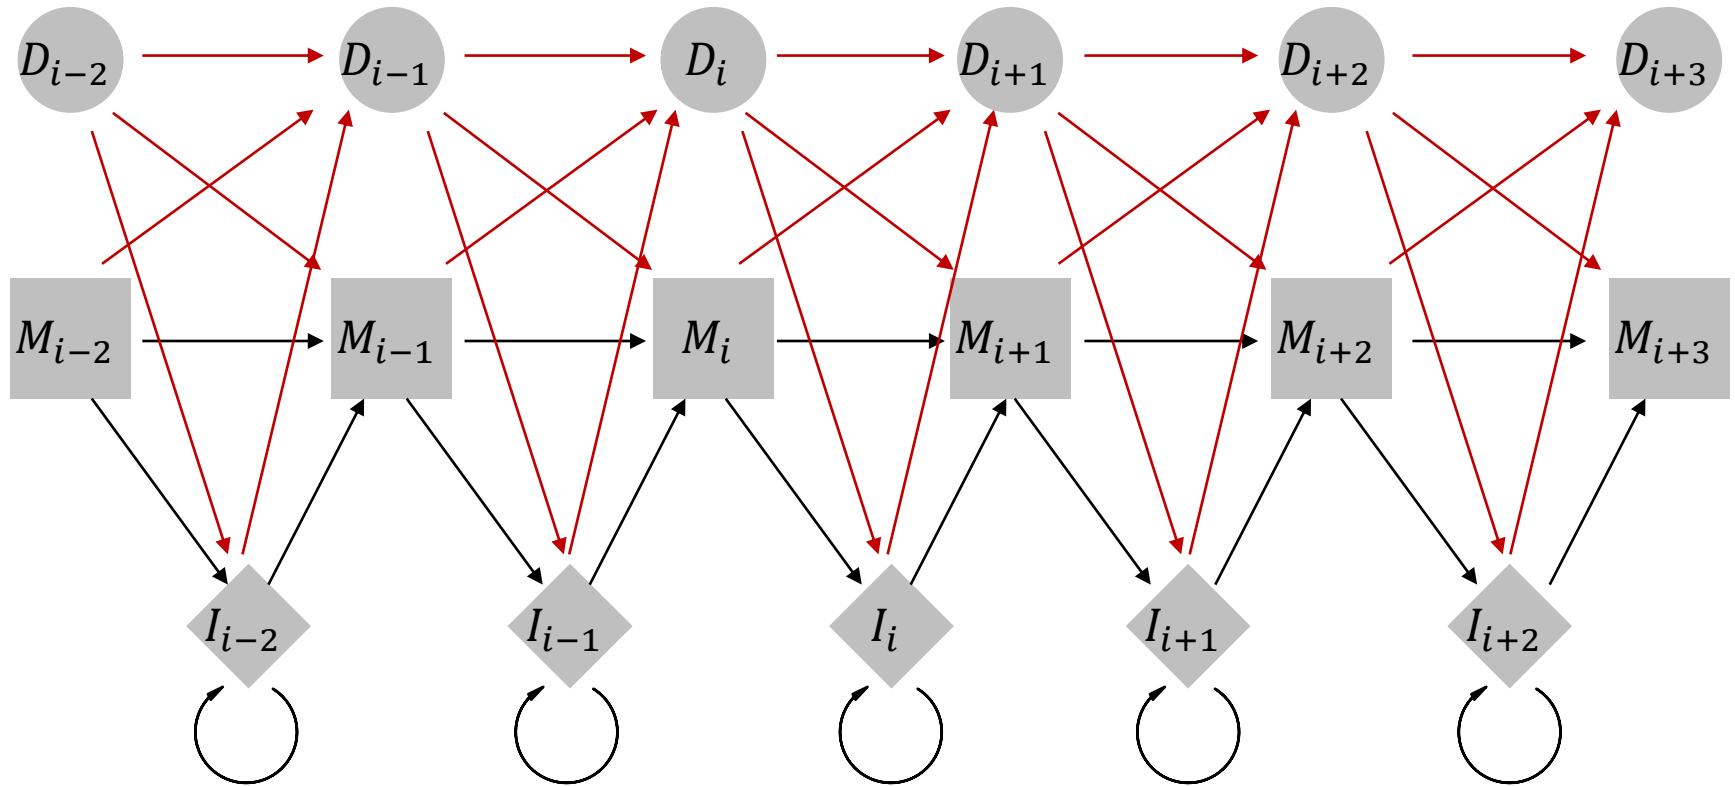 D_{i−2} D_{i−1} D_i D_{i+1} D_{i+2} D_{i+3}
M_{i−2} M_{i−1} M_i M_{i+1} M_{i+2} M_{i+3}
I_{i−2} I_{i−1} I_i I_{i+1} I_{i+2}